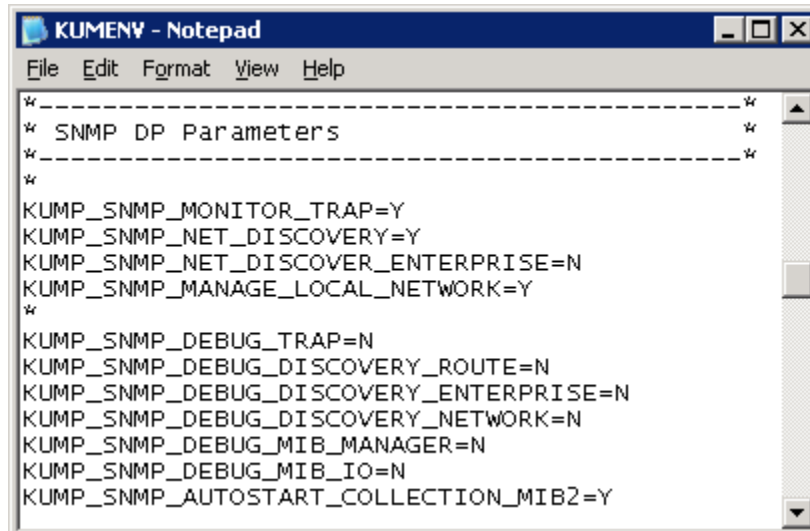 KUMENV - Notepad
File Edit Format View Help
*---------------------------------------------*
* SNMP DP Parameters *
*---------------------------------------------*
*
KUMP_SNMP_MONITOR_TRAP=Y
KUMP_SNMP_NET_DISCOVERY=Y
KUMP_SNMP_NET_DISCOVER_ENTERPRISE=N
KUMP_SNMP_MANAGE_LOCAL_NETWORK=Y
*
KUMP_SNMP_DEBUG_TRAP=N
KUMP_SNMP_DEBUG_DISCOVERY_ROUTE=N
KUMP_SNMP_DEBUG_DISCOVERY_ENTERPRISE=N
KUMP_SNMP_DEBUG_DISCOVERY_NETWORK=N
KUMP_SNMP_DEBUG_MIB_MANAGER=N
KUMP_SNMP_DEBUG_MIB_IO=N
KUMP_SNMP_AUTOSTART_COLLECTION_MIB2=Y